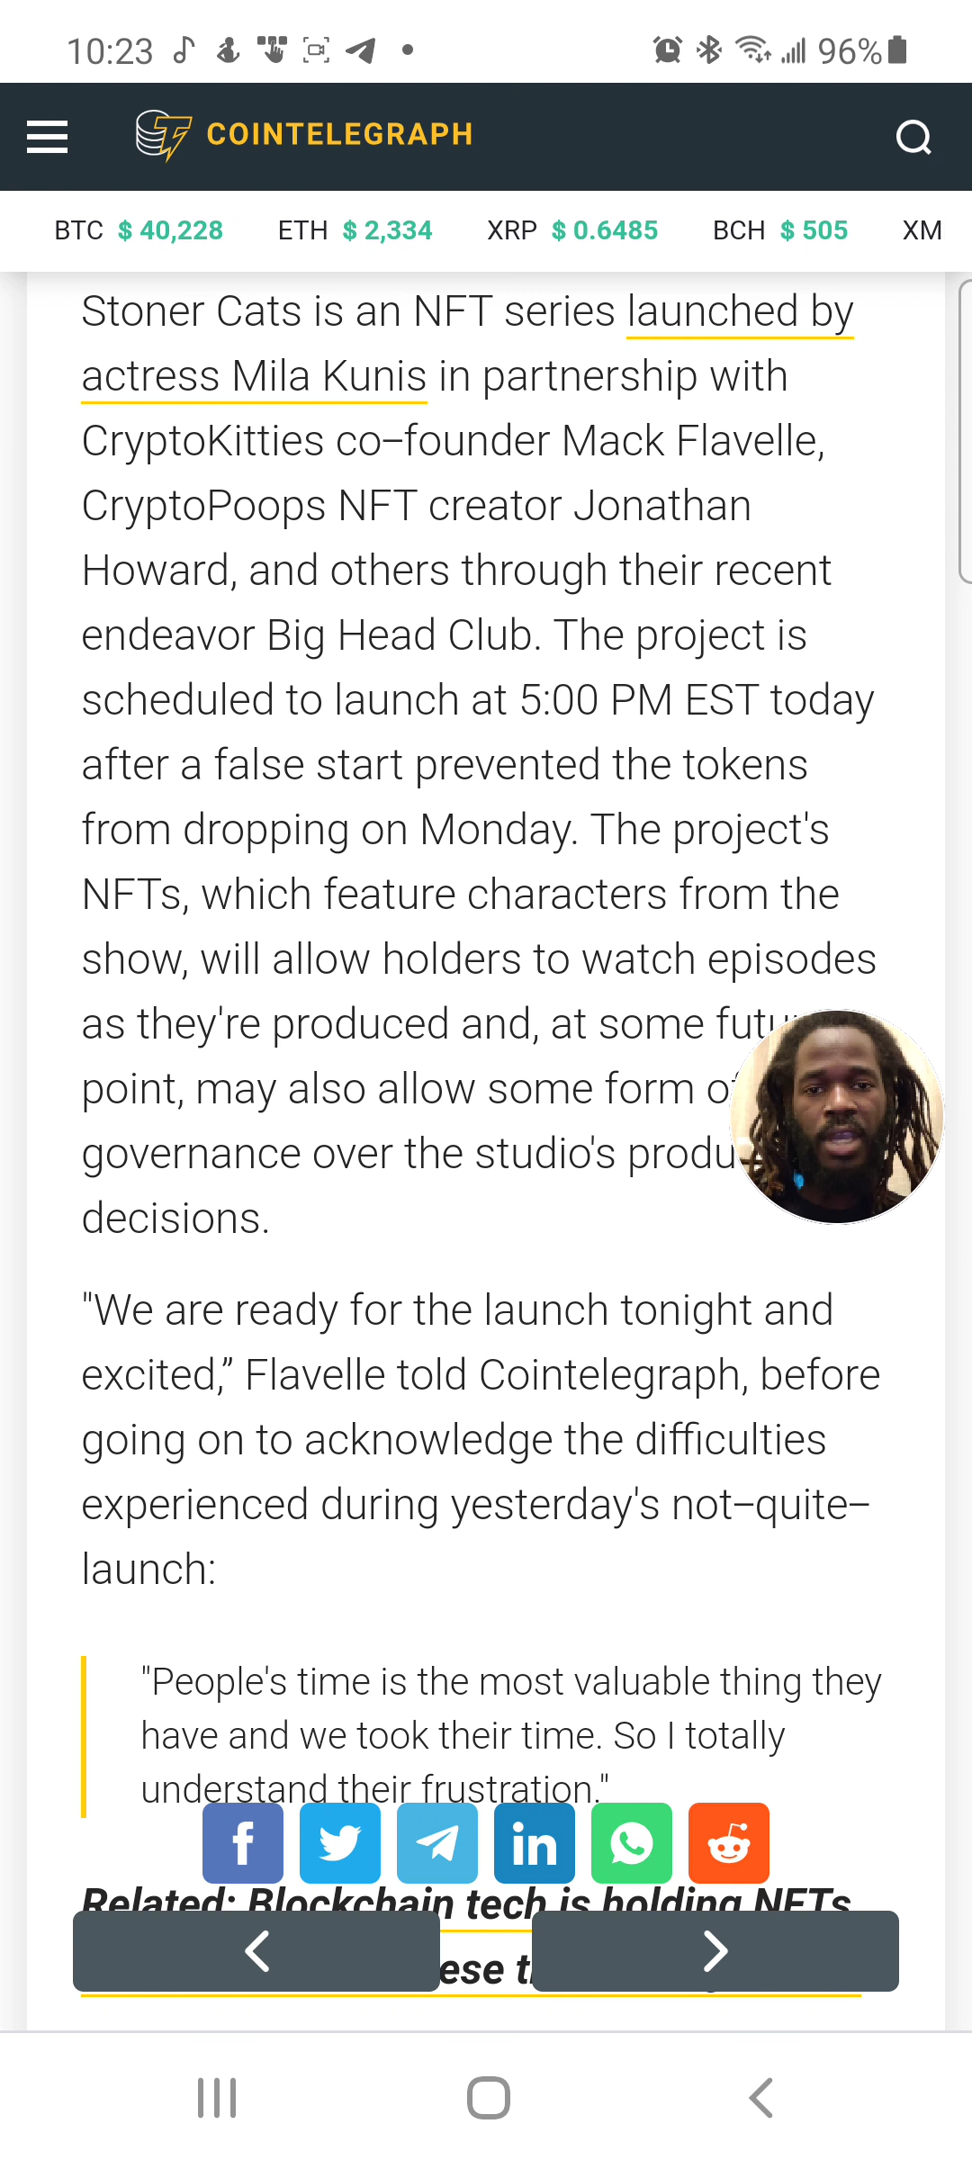 10:23
96%
COINTELEGRAPH
BTC $ 40,228 ETH $ 2,334 XRP $ 0.6485 BCH $ 505 XM
Stoner Cats is an NFT series launched by
actress Mila Kunis in partnership with
CryptoKitties co-founder Mack Flavelle,
CryptoPoops NFT creator Jonathan
Howard, and others through their recent
endeavor Big Head Club. The project is
scheduled to launch at 5:00 PM EST today
after a false start prevented the tokens
from dropping on Monday. The project's
NFTs, which feature characters from the
show, will allow holders to watch episodes
as they're produced and, at some
point, may also allow some form
governance over the studio's
decisions.
"We are ready for the launch tonight and
excited,” Flavelle told Cointelegraph, before
going on to acknowledge the difficulties
experienced during yesterday's not-quite-
launch:
"People's time is the most valuable thing they
have and we took their time. So I totally
understand their frustration."
Related: Blockchain tech is holding NFTs